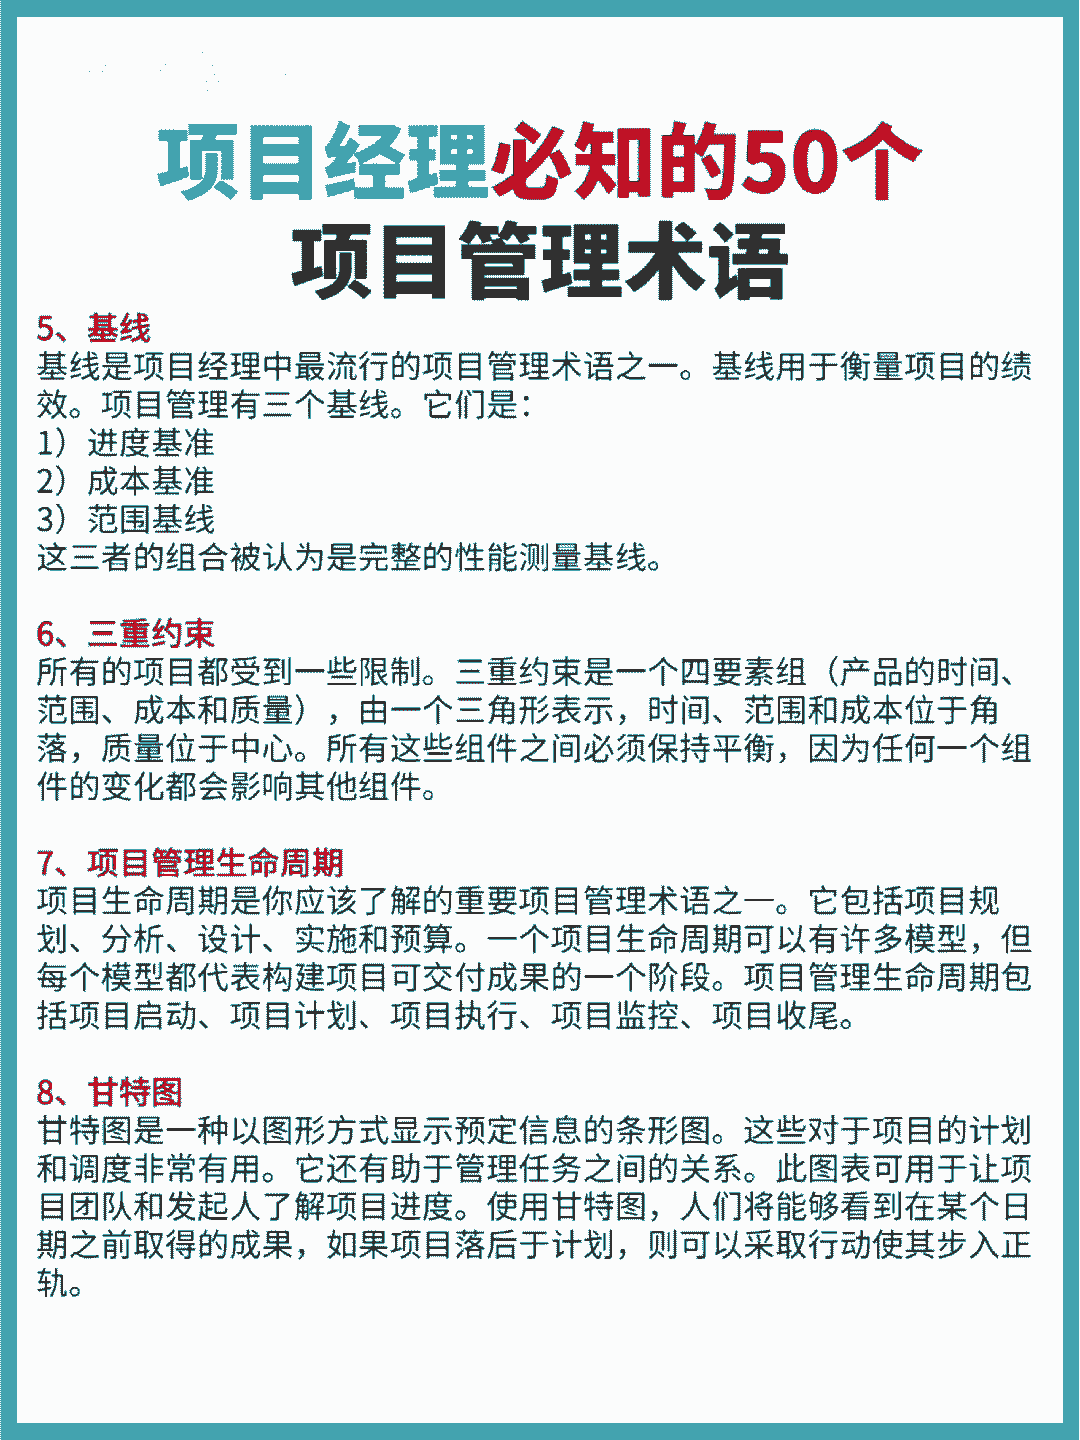 项目经理必知的50个
项目管理术语
5、基线
基线是项目经理中最流行的项目管理术语之一。基线用于衡量项目的绩
效。项目管理有三个基线。它们是：
1）进度基准
2）成本基准
3）范围基线
这三者的组合被认为是完整的性能测量基线。
6、三重约束
所有的项目都受到一些限制。三重约束是一个四要素组（产品的时间、
范围、成本和质量），由一个三角形表示，时间、范围和成本位于角
落，质量位于中心。所有这些组件之间必须保持平衡，因为任何一个组
件的变化都会影响其他组件。
7、项目管理生命周期
项目生命周期是你应该了解的重要项目管理术语之一。它包括项目规
划、分析、设计、实施和预算。一个项目生命周期可以有许多模型，但
每个模型都代表构建项目可交付成果的一个阶段。项目管理生命周期包
括项目启动、项目计划、项目执行、项目监控、项目收尾。
8、甘特图
甘特图是一种以图形方式显示预定信息的条形图。这些对于项目的计划
和调度非常有用。它还有助于管理任务之间的关系。此图表可用于让项
目团队和发起人了解项目进度。使用甘特图，人们将能够看到在某个日
期之前取得的成果，如果项目落后于计划，则可以采取行动使其步入正
轨。